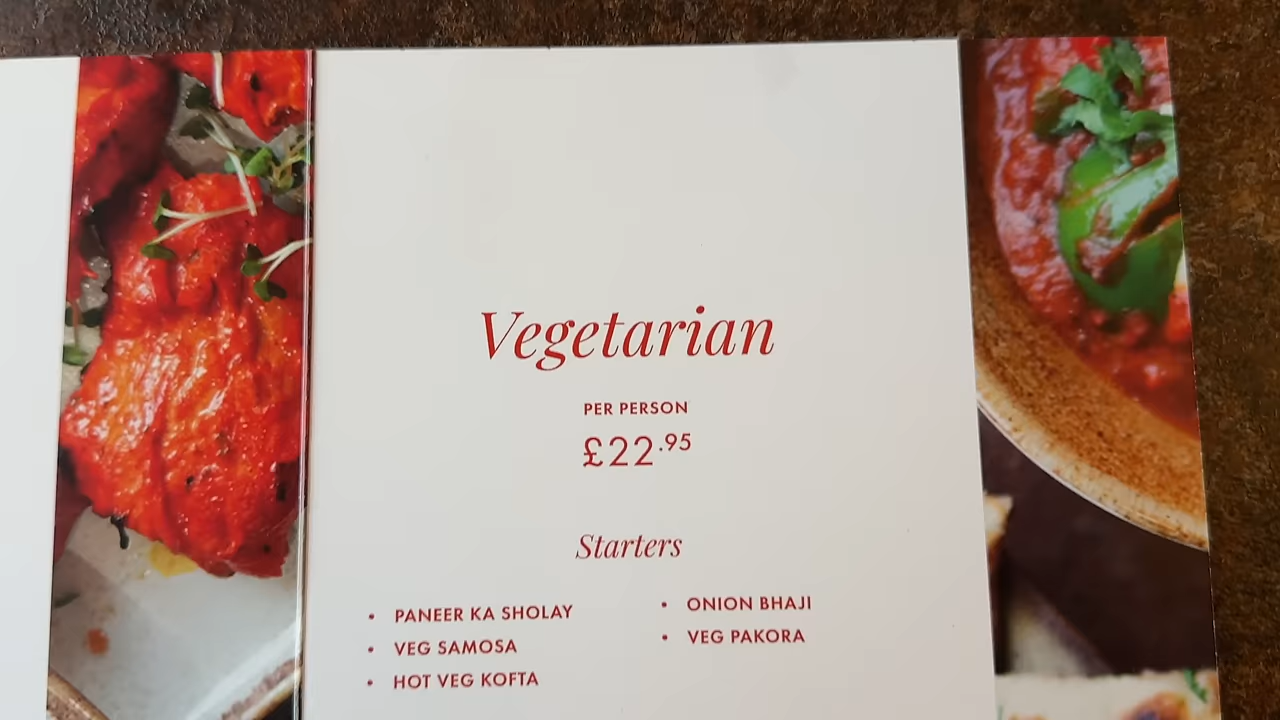 Vegetarian
PER PERSON
£22.95
Starters
• PANEER KA SHOLAY
• VEG SAMOSA
• HOT VEG KOFTA
• ONION BHAJI
• VEG PAKORA